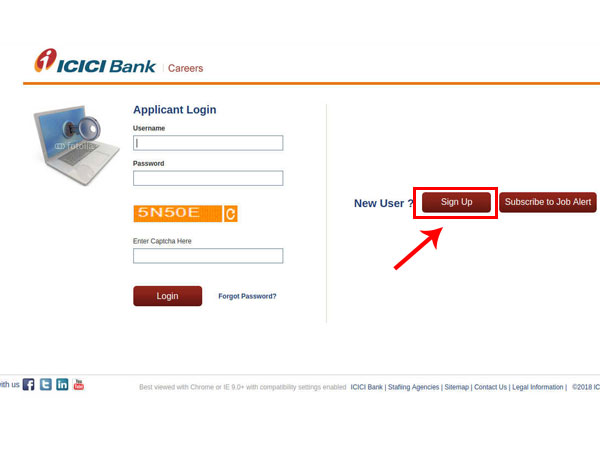 ICICI Bank | Careers
Applicant Login
Username
fotolia
Password
5N50E
New User ?
Sign Up
Subscribe to Job Alert
Enter Captcha Here
Login
Forgot Password?
ith us
You Tube
Best viewed with Chrome or IE 9.0+ with compatibility settings enabled ICICI Bank | Stafiing Agencies | Sitemap | Contact Us | Legal Information | ©2018 IC